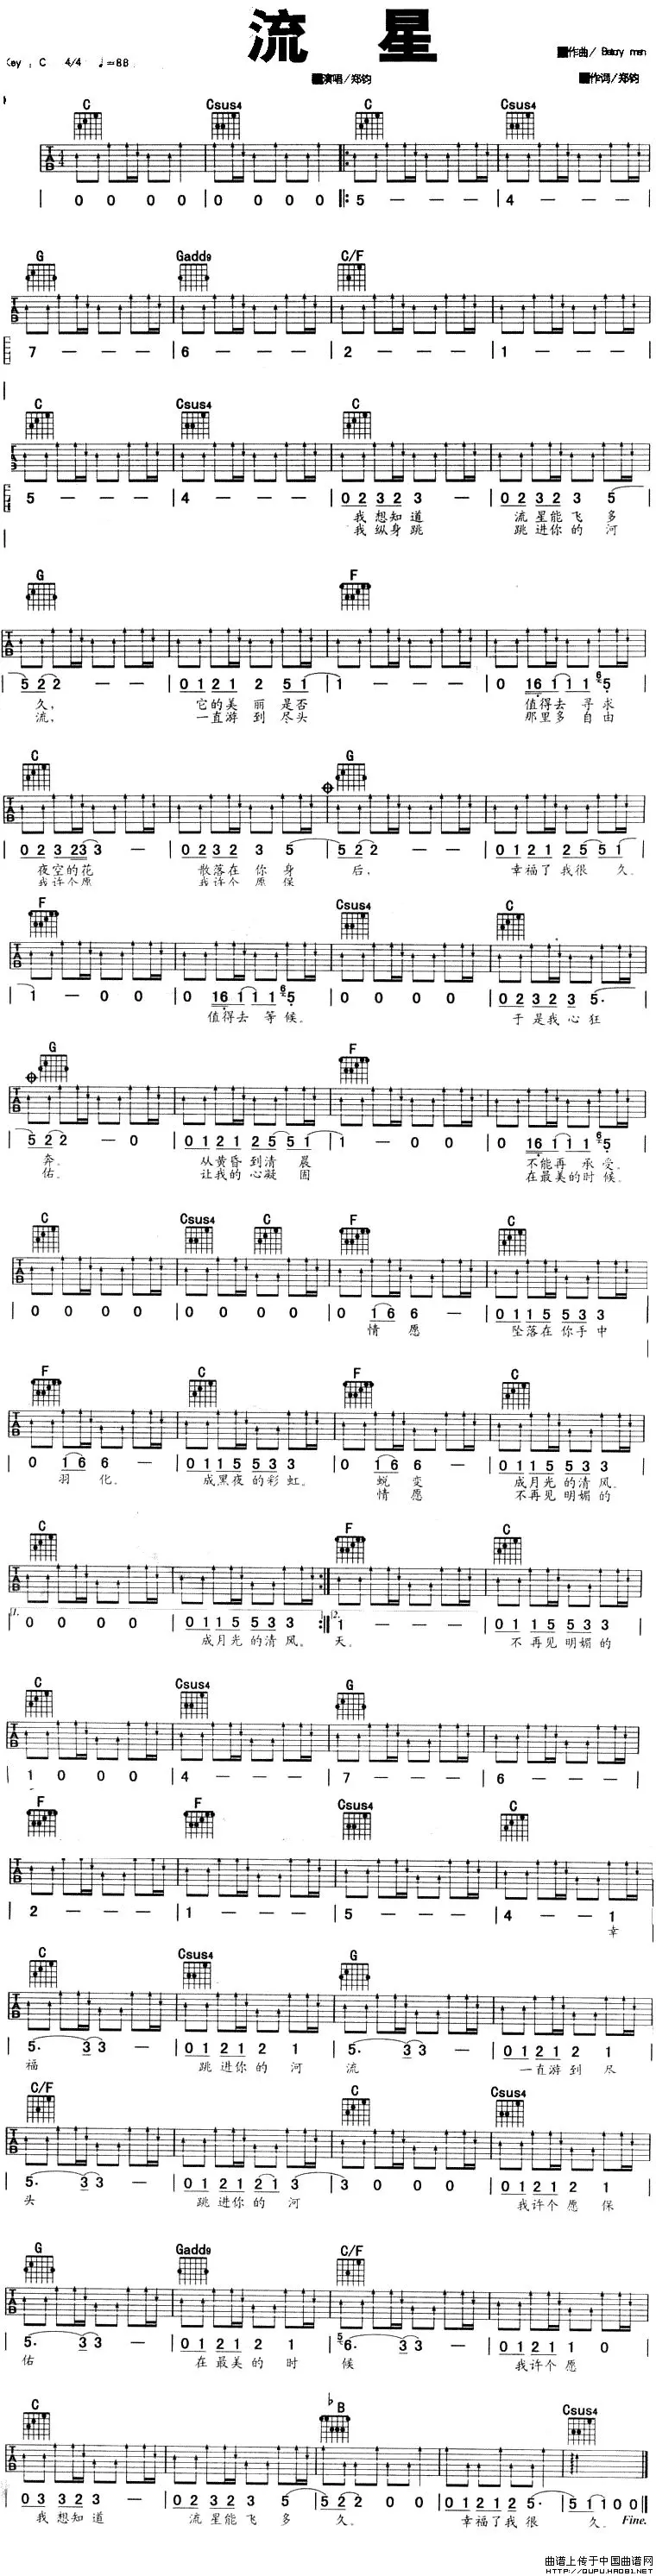 流 星
Key : C 4/4 ♩=88
作曲/ Beary men
演唱/郑钧
作词/郑钧
C Csus4 C Csus4
0 0 0 0 | 0 0 0 0 |: 5 — — — | 4 — — — |
G Gadd9 C/F
7 — — — | 6 — — — | 2 — — — | 1 — — — |
C Csus4 C
5 — — — | 4 — — — | 0 2 3 2 3 — | 0 2 3 2 3 5
我想知道 流星能飞多
我纵身跳 跳进你的河
G F
5 2 2 — — | 0 1 2 1 2 5 1 | 1 — — — | 0 1 6 1 1 1 5
久, 它的美丽是否 值得去寻求
流, 一直游到尽头 那里多自由
C G
0 2 3 2 2 3 3 — | 0 2 3 2 3 5 | 5 2 2 — — | 0 1 2 1 2 5 5 1
夜空的花 散落在你身 后, 幸福了我很久。
我许个愿 我许个愿保
F Csus4 C
1 — 0 0 | 0 1 6 1 1 1 5 | 0 0 0 0 | 0 2 3 2 3 5.
值得去等候。 于是我心狂
G F
5 2 2 — 0 | 0 1 2 1 2 5 5 1 | 1 — 0 0 | 0 1 6 1 1 1 5
奔。 从黄昏到清晨 不能再承受。
佑。 让我的心凝固 在最美的时候。
C Csus4 C F C
0 0 0 0 | 0 0 0 0 | 0 1 6 6 — | 0 1 1 5 5 3 3
情愿 坠落在你手中
F C F C
0 1 6 6 — | 0 1 1 5 5 3 3 | 0 1 6 6 — | 0 1 1 5 5 3 3
羽化。 成黑夜的彩虹。 蜕变 成月光的清风。
情愿 不再见明媚的
C F C
1. 2.
0 0 0 0 | 0 1 1 5 5 3 3 :| 1 — — — | 0 1 1 5 5 3 3
成月光的清风。 天。 不再见明媚的
C Csus4 G
1 0 0 0 | 4 — — — | 7 — — — | 6 — — — |
F F Csus4 C
2 — — — | 1 — — — | 5 — — — | 4 — — 1 |
幸
C Csus4 G
5. 3 3 — | 0 1 2 1 2 1 | 5. 3 3 — | 0 1 2 1 2 1 |
福 跳进你的河 流 一直游到尽
C/F C Csus4
5. 3 3 — | 0 1 2 1 2 1 3 | 3 0 0 0 | 0 1 2 1 2 1 |
头 跳进你的河 我许个愿保
G Gadd9 C/F
5. 3 3 — | 0 1 2 1 2 1 | 6. 3 3 — | 0 1 2 1 1 0 |
佑 在最美的时 候 我许个愿
C ♭B Csus4
0 3 3 2 3 — | 0 2 3 2 3 5 | 5 2 2 0 0 | 0 1 2 1 2 5. | 5 1 1 0 0
我想知道 流星能飞多 久。 幸福了我很 久。 Fine.
曲谱上传于中国曲谱网
HTTP://QUPU.HAO81.NET